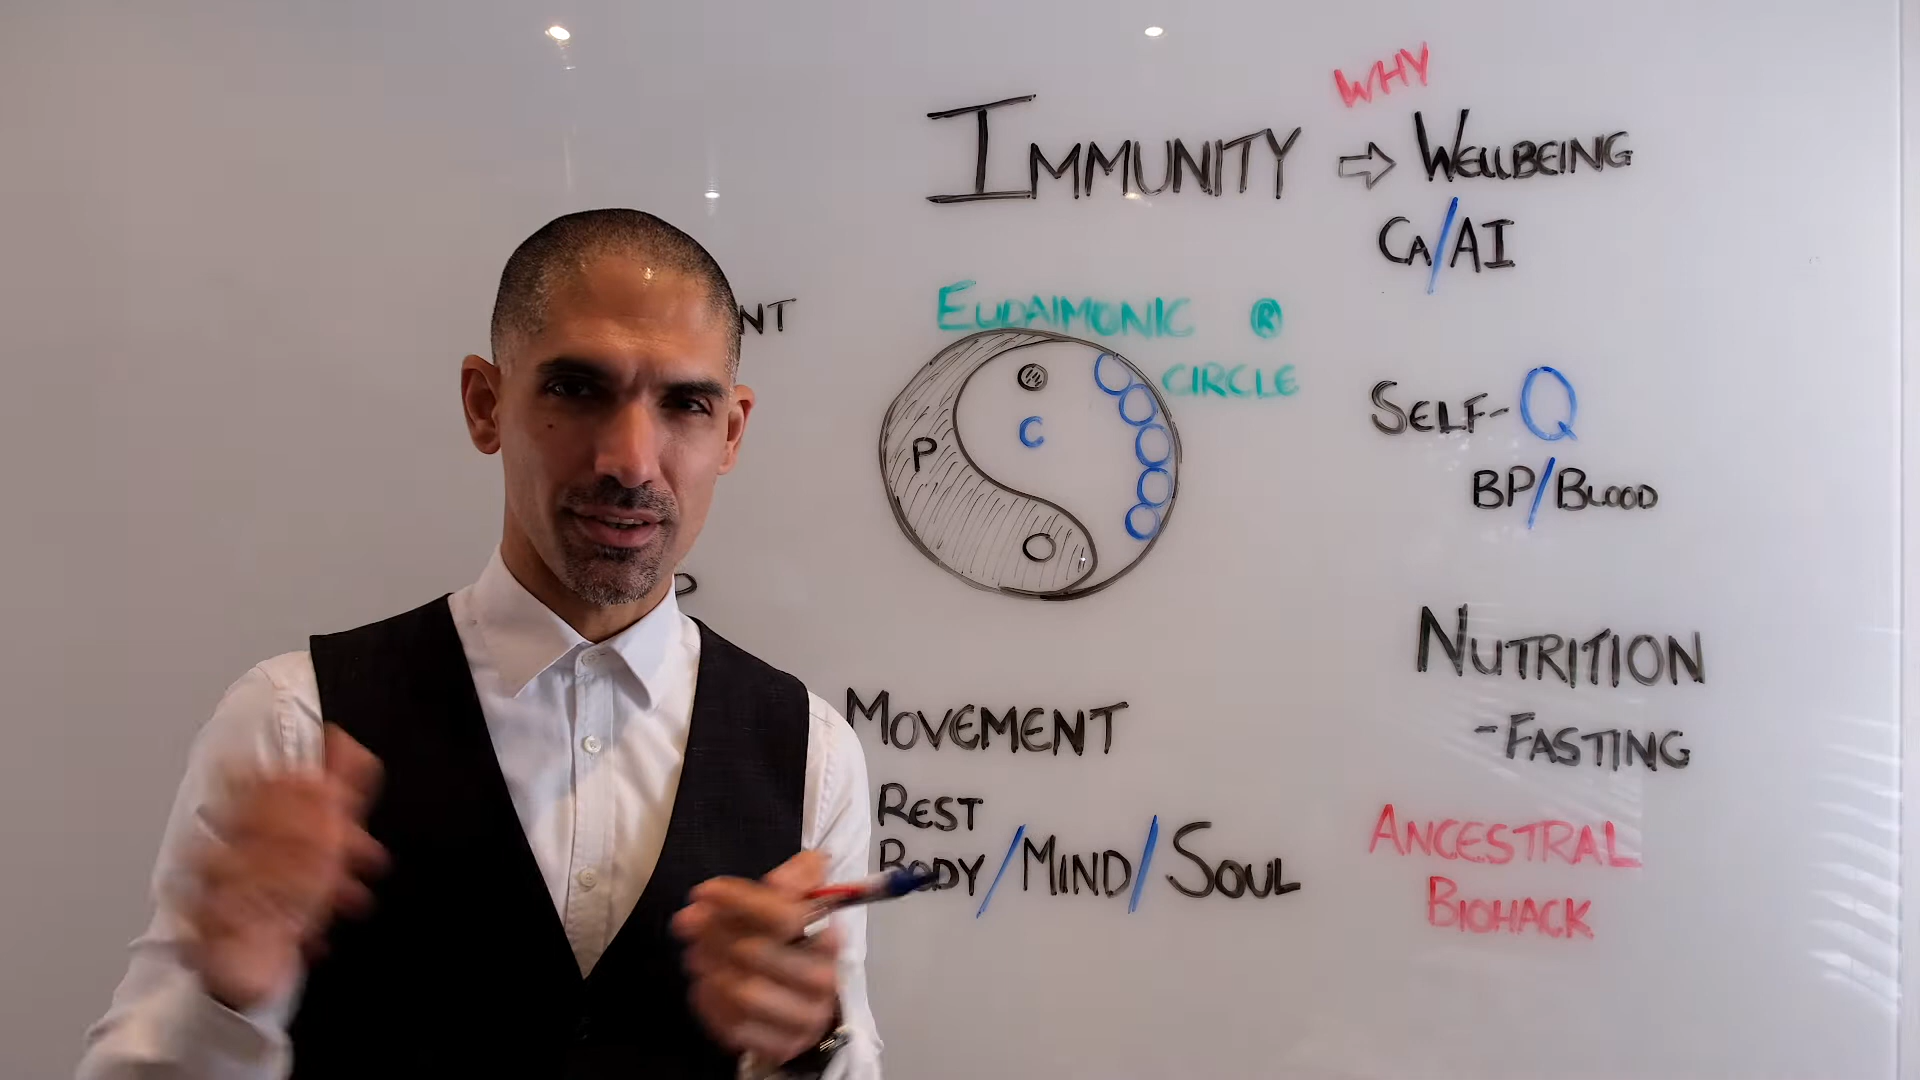 WHY
IMMUNITY ⇨ WELLBEING
CA/AI
EUDAIMONIC ®
CIRCLE
C
P
SELF-Q
BP/BLOOD
NUTRITION
-FASTING
MOVEMENT
REST
BODY/MIND/SOUL
ANCESTRAL
BIOHACK